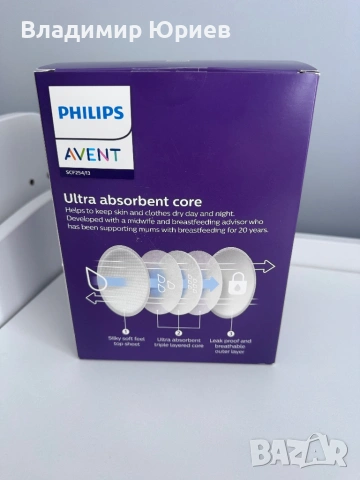 Владимир Юриев
PHILIPS
AVENT
SCF254/13
Ultra absorbent core
Helps to keep skin and clothes dry day and night.
Developed with a midwife and breastfeeding advisor who
has been supporting mums with breastfeeding for 20 years.
1
2
3
Silky soft feel
top sheet
Ultra absorbent
triple layered core
Leak proof and
breathable
outer layer
BAZAR